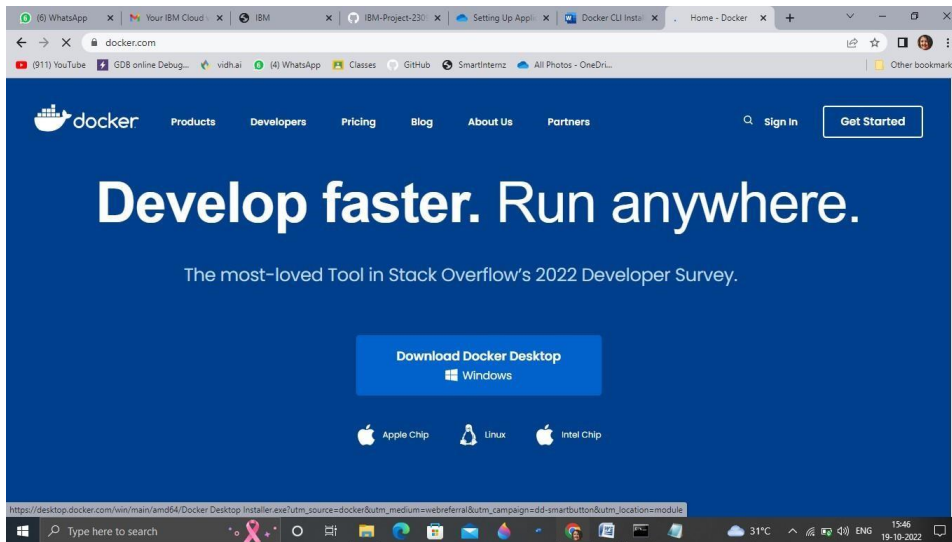 (6) WhatsApp
Your IBM Cloud
IBM
IBM-Project-230
Setting Up Appli
Docker CLI Instal
Home - Docker
docker.com
(911) YouTube
GDB online Debug...
vidh.ai
(4) WhatsApp
Classes
GitHub
SmartInternz
All Photos - OneDri...
Other bookmark
docker
Products
Developers
Pricing
Blog
About Us
Partners
Sign In
Get Started
Develop faster. Run anywhere.
The most-loved Tool in Stack Overflow's 2022 Developer Survey.
Download Docker Desktop
Windows
Apple Chip
Linux
Intel Chip
https://desktop.docker.com/win/main/amd64/Docker Desktop Installer.exe?utm_source=docker&utm_medium=webreferral&utm_campaign=dd-smartbutton&utm_location=module
Type here to search
31°C
ENG
15:46
19-10-2022